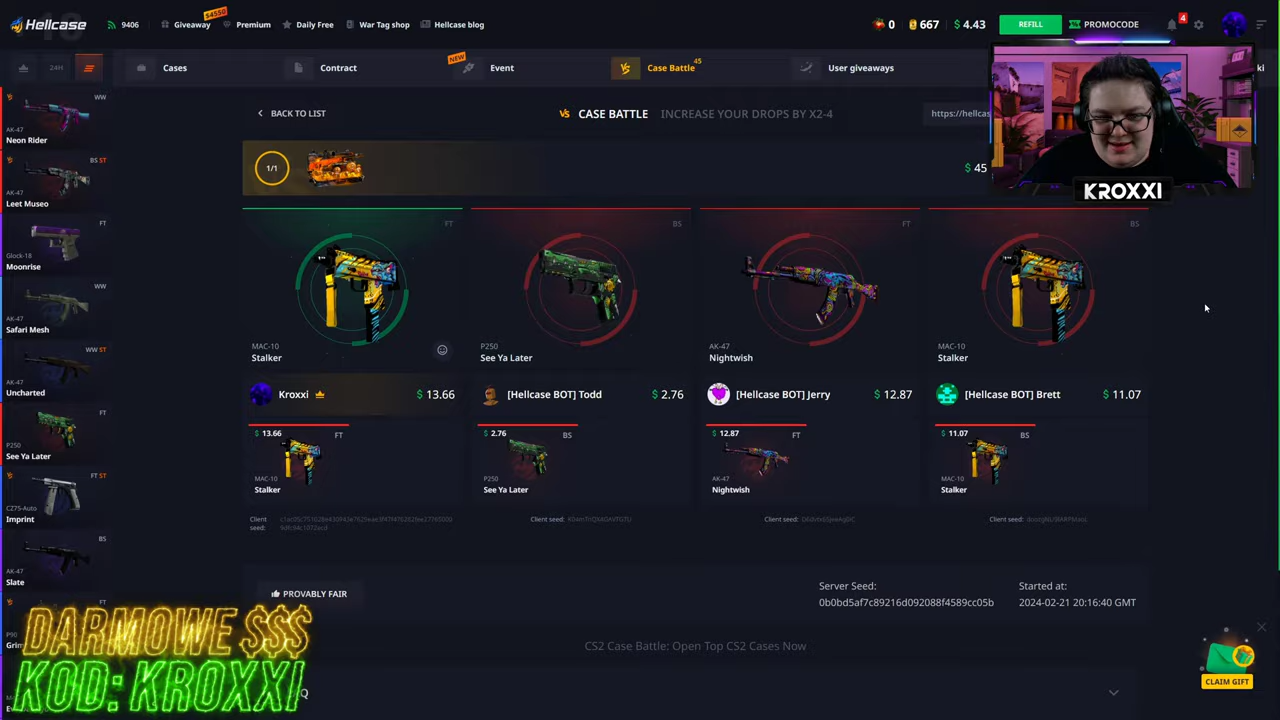 Hellcase
9406
Giveaway
$4550
Premium
Daily Free
War Tag shop
Hellcase blog
0
667
$ 4.43
REFILL
PROMOCODE
4
24H
Cases
Contract
NEW
Event
Case Battle
45
User giveaways
BACK TO LIST
VS CASE BATTLE
INCREASE YOUR DROPS BY X2-4
https://hellcas
1/1
$ 45
KROXXI
WW
AK-47
Neon Rider
BS ST
AK-47
Leet Museo
FT
Glock-18
Moonrise
WW
AK-47
Safari Mesh
WW ST
AK-47
Uncharted
FT
P250
See Ya Later
FT ST
CZ75-Auto
Imprint
BS
AK-47
Slate
FT
P90
FT
MAC-10
Stalker
BS
P250
See Ya Later
FT
AK-47
Nightwish
BS
MAC-10
Stalker
Kroxxi
$ 13.66
[Hellcase BOT] Todd
$ 2.76
[Hellcase BOT] Jerry
$ 12.87
[Hellcase BOT] Brett
$ 11.07
$ 13.66
FT
MAC-10
Stalker
$ 2.76
BS
P250
See Ya Later
$ 12.87
FT
AK-47
Nightwish
$ 11.07
BS
MAC-10
Stalker
Client seed:
Client seed:
Client seed:
Client seed:
PROVABLY FAIR
Server Seed:
0b0bd5af7c89216d092088f4589cc05b
Started at:
2024-02-21 20:16:40 GMT
CS2 Case Battle: Open Top CS2 Cases Now
DARMOWE $$$
KOD: KROXXI
CLAIM GIFT